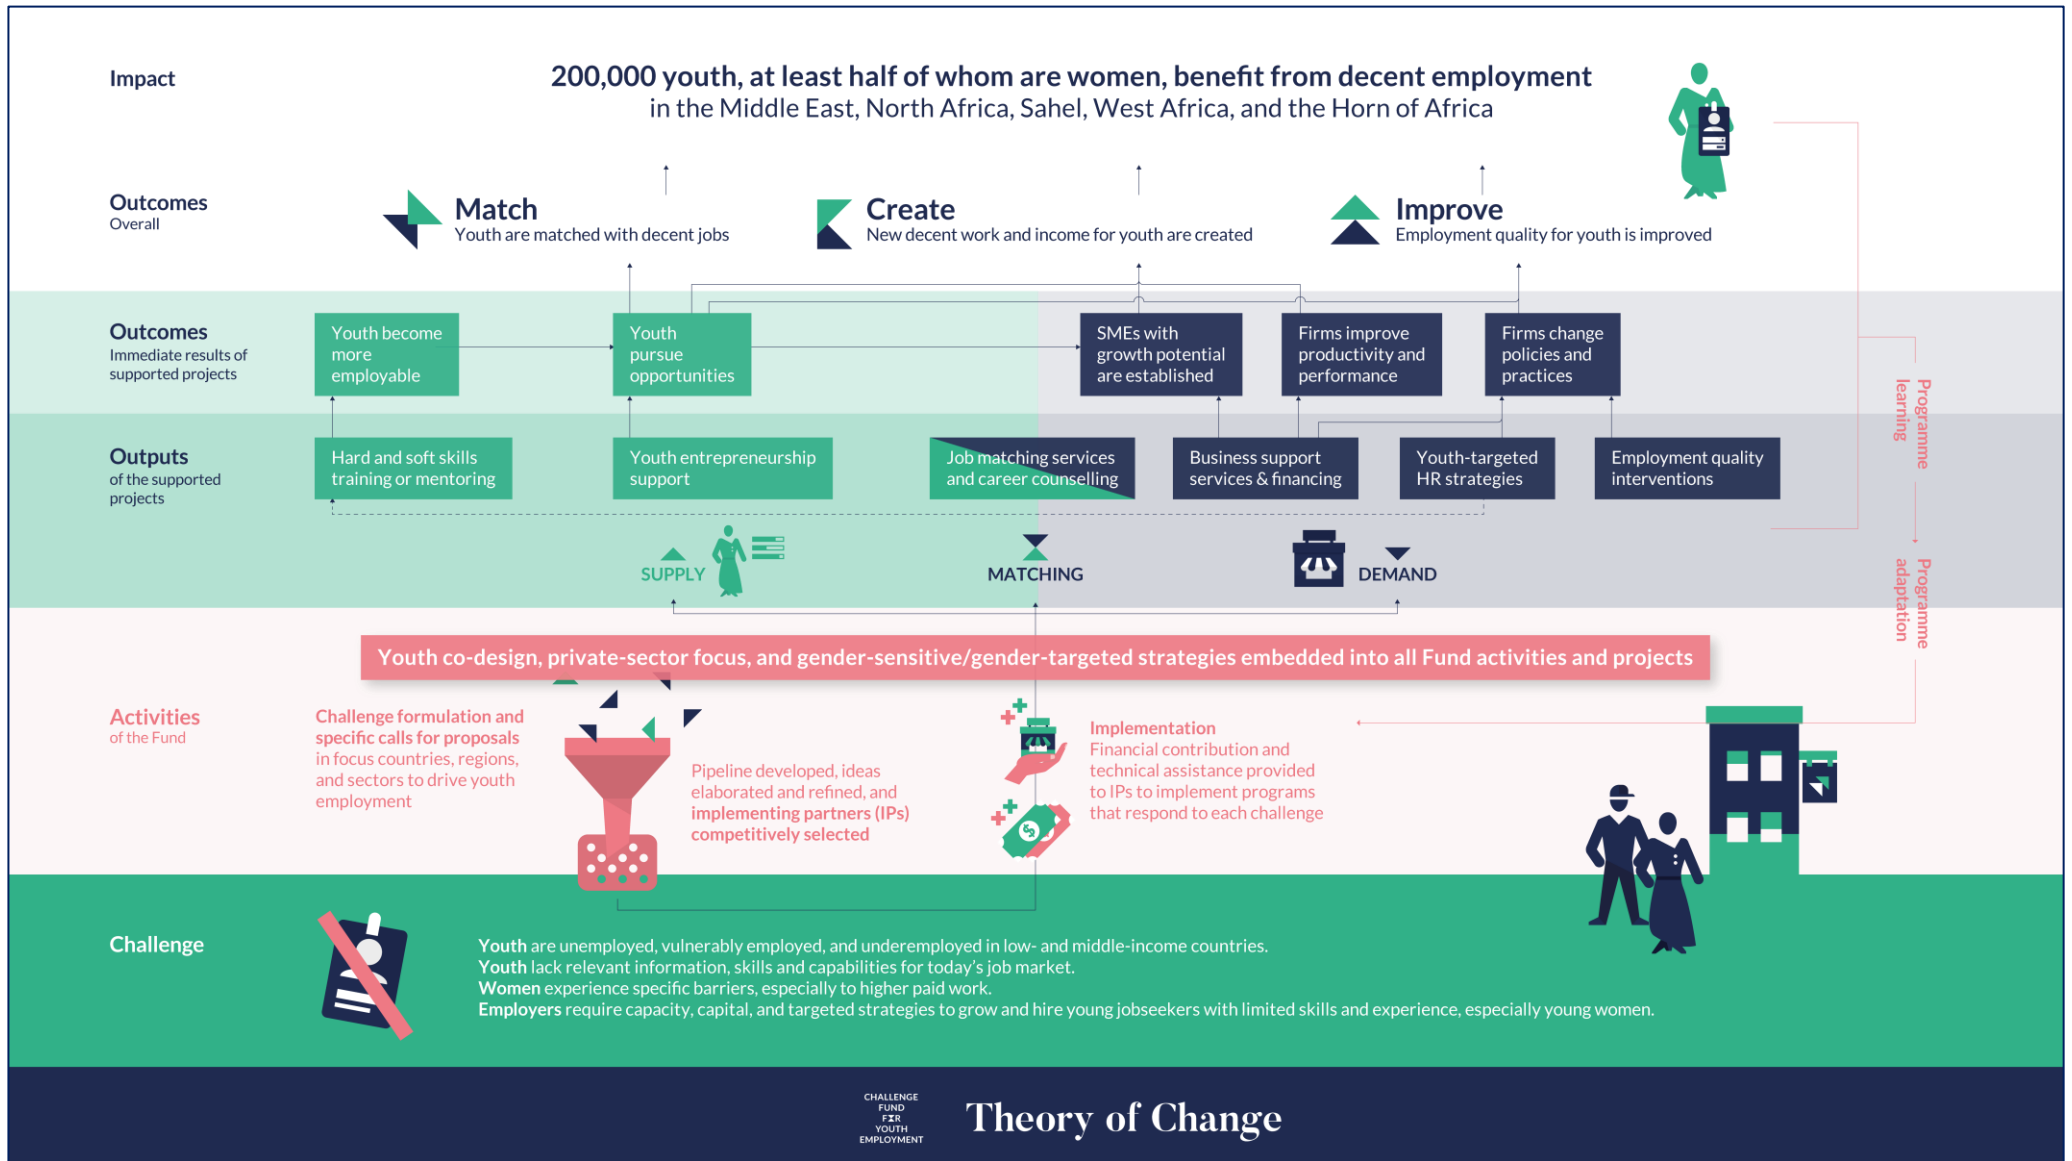 Impact
200,000 youth, at least half of whom are women, benefit from decent employment
in the Middle East, North Africa, Sahel, West Africa, and the Horn of Africa
Outcomes
Overall
Match
Youth are matched with decent jobs
Create
New decent work and income for youth are created
Improve
Employment quality for youth is improved
Outcomes
Immediate results of
supported projects
Youth become
more
employable
Youth
pursue
opportunities
SMEs with
growth potential
are established
Firms improve
productivity and
performance
Firms change
policies and
practices
Programme
learning
Outputs
of the supported
projects
Hard and soft skills
training or mentoring
Youth entrepreneurship
support
Job matching services
and career counselling
Business support
services & financing
Youth-targeted
HR strategies
Employment quality
interventions
SUPPLY
MATCHING
DEMAND
Programme
adaptation
Youth co-design, private-sector focus, and gender-sensitive/gender-targeted strategies embedded into all Fund activities and projects
Activities
of the Fund
Challenge formulation and
specific calls for proposals
in focus countries, regions,
and sectors to drive youth
employment
Pipeline developed, ideas
elaborated and refined, and
implementing partners (IPs)
competitively selected
Implementation
Financial contribution and
technical assistance provided
to IPs to implement programs
that respond to each challenge
Challenge
Youth are unemployed, vulnerably employed, and underemployed in low- and middle-income countries.
Youth lack relevant information, skills and capabilities for today's job market.
Women experience specific barriers, especially to higher paid work.
Employers require capacity, capital, and targeted strategies to grow and hire young jobseekers with limited skills and experience, especially young women.
CHALLENGE
FUND
FOR
YOUTH
EMPLOYMENT
Theory of Change